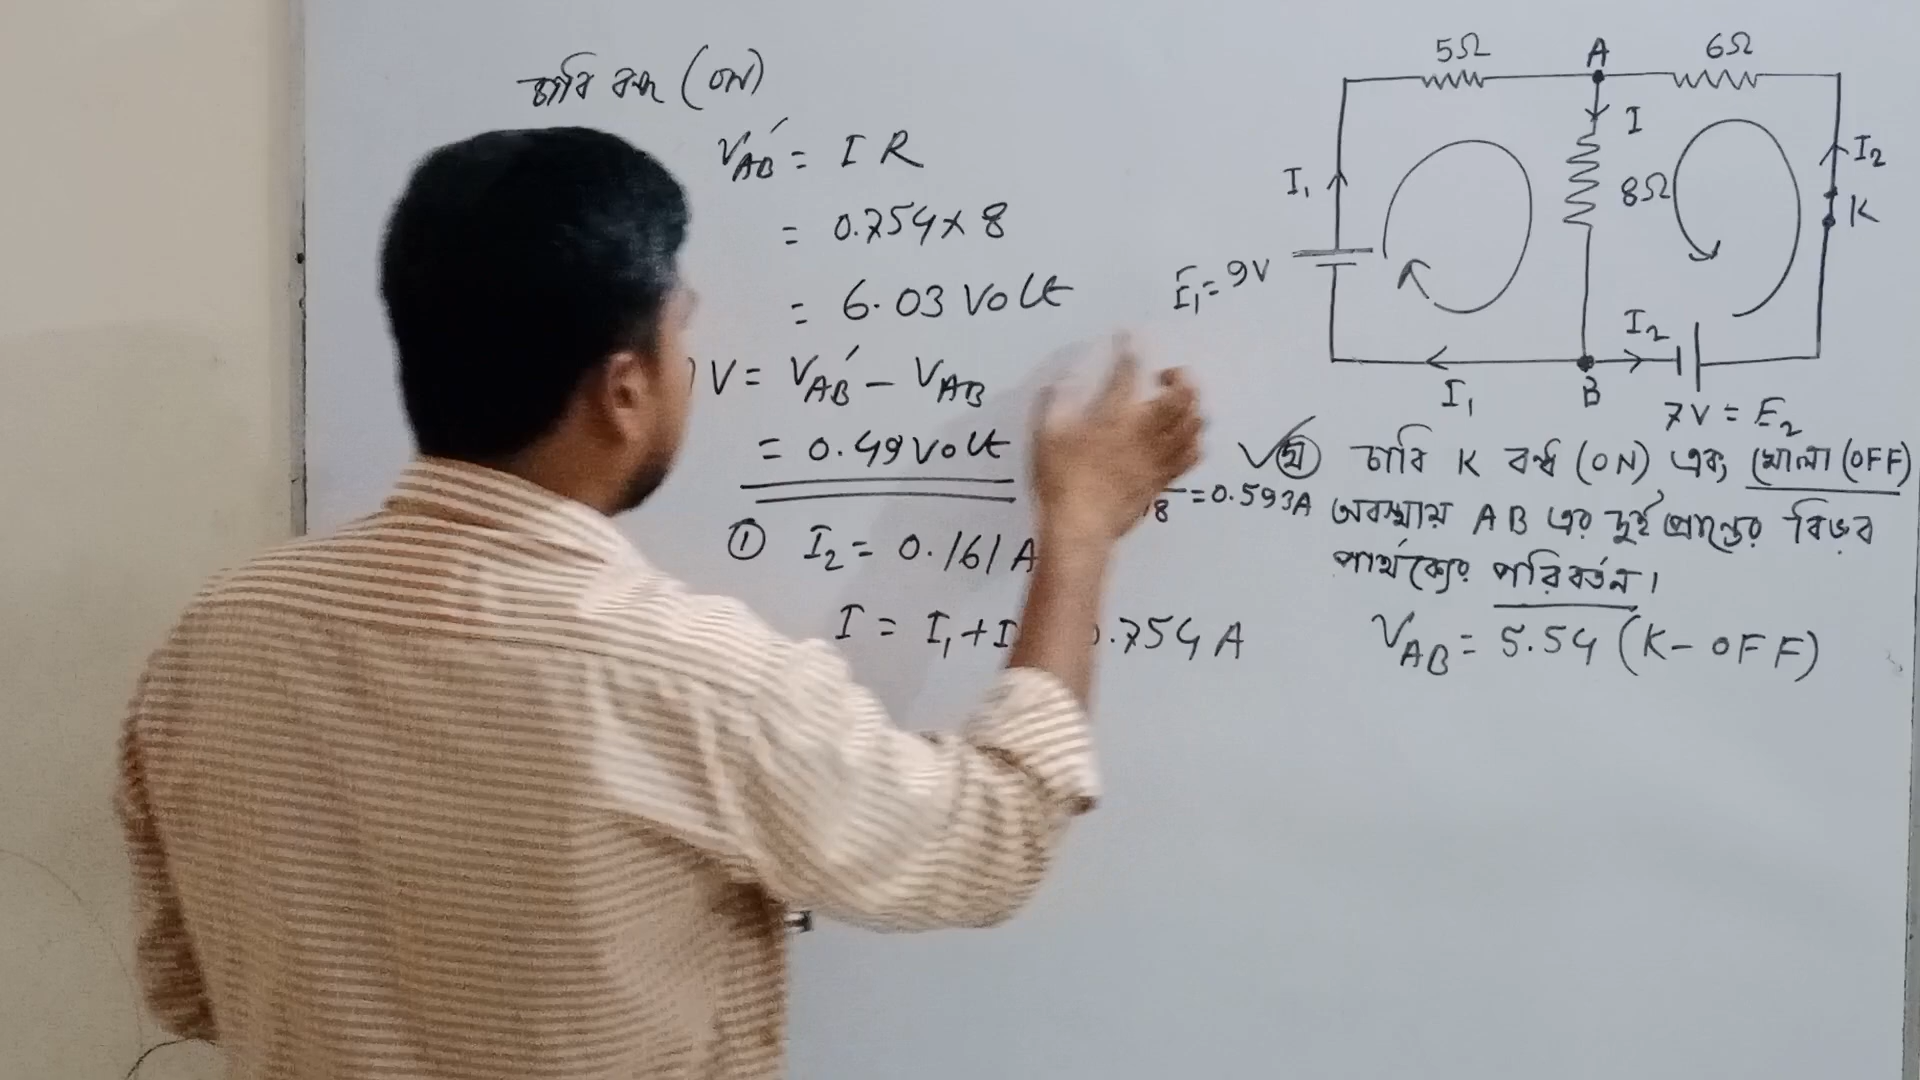 চাবি বন্ধ (ON)
V'AB = I R
= 0.754 × 8
= 6.03 Volt
V = V'AB – VAB
= 0.49 Volt
① I₂ = 0.161 A
I = I₁ + I .754 A
5Ω A 6Ω
I
I₁ 8Ω I₂
K
E₁ = 9V
I₂
I₁ B
7V = E₂
ঘ চাবি K বন্ধ (ON) এবং খোলা (OFF)
8 = 0.593A
অবস্থায় AB এর দুই প্রান্তের বিভব
পার্থক্যের পরিবর্তন।
VAB = 5.54 (K – OFF)